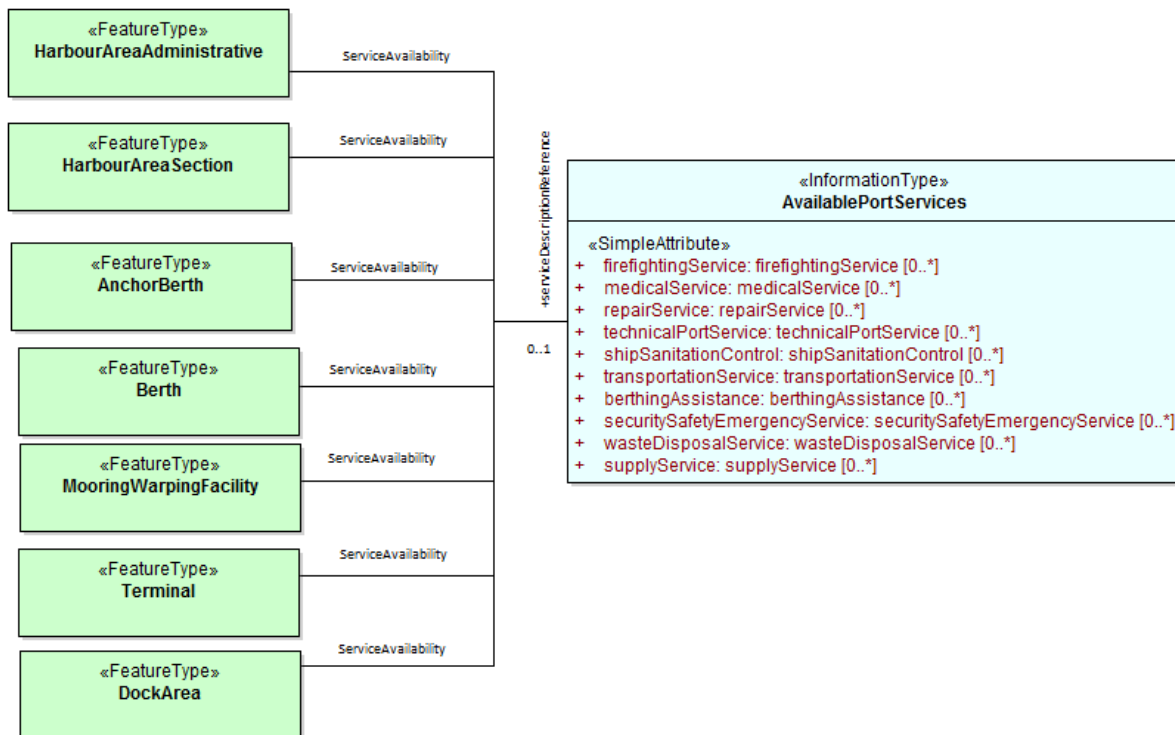 «FeatureType»
HarbourAreaAdministrative
ServiceAvailability
«FeatureType»
HarbourAreaSection
ServiceAvailability
«FeatureType»
AnchorBerth
ServiceAvailability
«FeatureType»
Berth
ServiceAvailability
«FeatureType»
MooringWarpingFacility
ServiceAvailability
«FeatureType»
Terminal
ServiceAvailability
«FeatureType»
DockArea
ServiceAvailability
+serviceDescriptionReference
0..1
«InformationType»
AvailablePortServices
«SimpleAttribute»
+ firefightingService: firefightingService [0..*]
+ medicalService: medicalService [0..*]
+ repairService: repairService [0..*]
+ technicalPortService: technicalPortService [0..*]
+ shipSanitationControl: shipSanitationControl [0..*]
+ transportationService: transportationService [0..*]
+ berthingAssistance: berthingAssistance [0..*]
+ securitySafetyEmergencyService: securitySafetyEmergencyService [0..*]
+ wasteDisposalService: wasteDisposalService [0..*]
+ supplyService: supplyService [0..*]